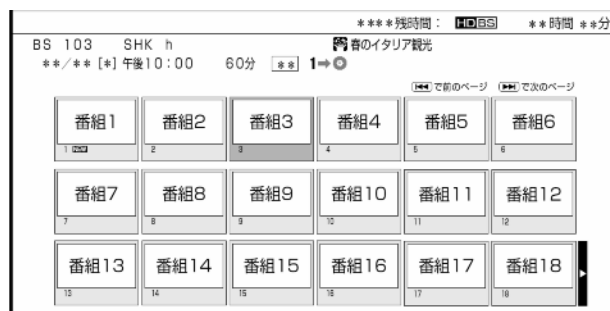 ****残時間： HD BS **時間 **分
BS 103 SHK h 春のイタリア観光
**/** [*] 午後10：00 60分 ** 1➡
で前のページ で次のページ
番組1 番組2 番組3 番組4 番組5 番組6
1 NEW 2 3 4 5 6
番組7 番組8 番組9 番組10 番組11 番組12
7 8 9 10 11 12
番組13 番組14 番組15 番組16 番組17 番組18
13 14 15 16 17 18